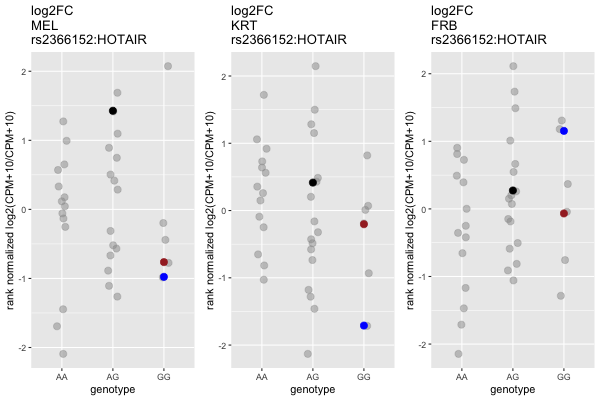 log2FC
MEL
rs2366152:HOTAIR
rank normalized log2(CPM+10/CPM+10)
2
1
0
-1
-2
AA
AG
GG
genotype
log2FC
KRT
rs2366152:HOTAIR
rank normalized log2(CPM+10/CPM+10)
2
1
0
-1
-2
AA
AG
GG
genotype
log2FC
FRB
rs2366152:HOTAIR
rank normalized log2(CPM+10/CPM+10)
2
1
0
-1
-2
AA
AG
GG
genotype